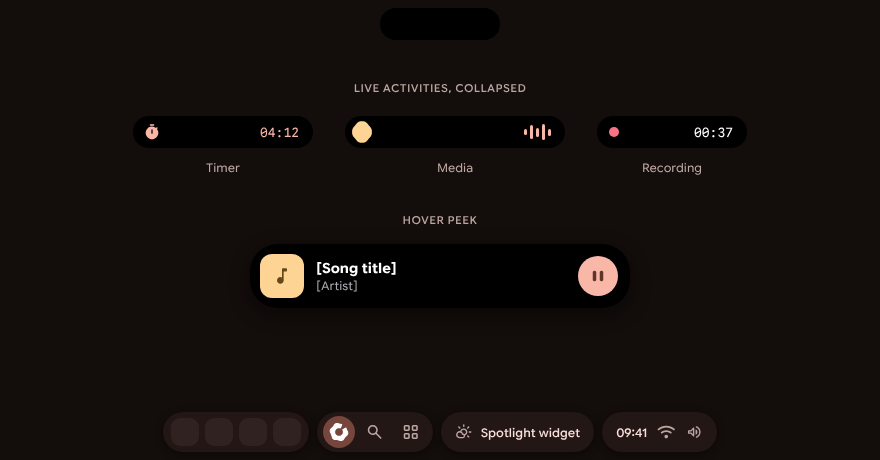 LIVE ACTIVITIES, COLLAPSED
04:12
00:37
Timer
Media
Recording
HOVER PEEK
[Song title]
[Artist]
Spotlight widget
09:41